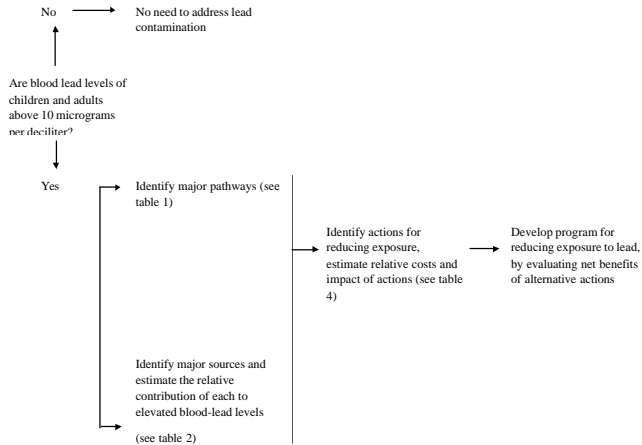 No
No need to address lead
contamination
Are blood lead levels of
children and adults
above 10 micrograms
per deciliter?
Yes
Identify major pathways (see
table 1)
Identify actions for
reducing exposure,
estimate relative costs and
impact of actions (see table
4)
Develop program for
reducing exposure to lead,
by evaluating net benefits
of alternative actions
Identify major sources and
estimate the relative
contribution of each to
elevated blood-lead levels
(see table 2)